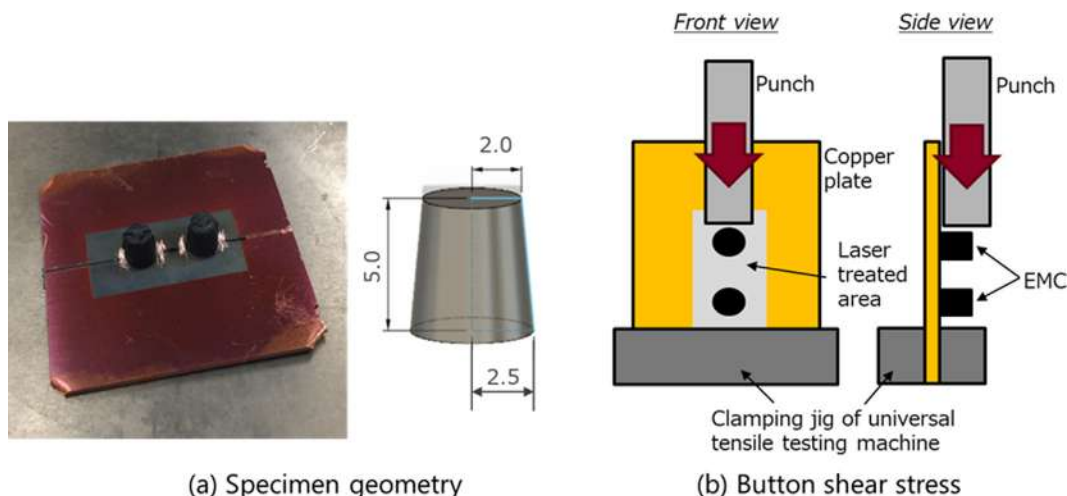 Front view
Side view
Punch
Punch
Copper
plate
2.0
5.0
2.5
Laser
treated
area
EMC
Clamping jig of universal
tensile testing machine
(a) Specimen geometry
(b) Button shear stress